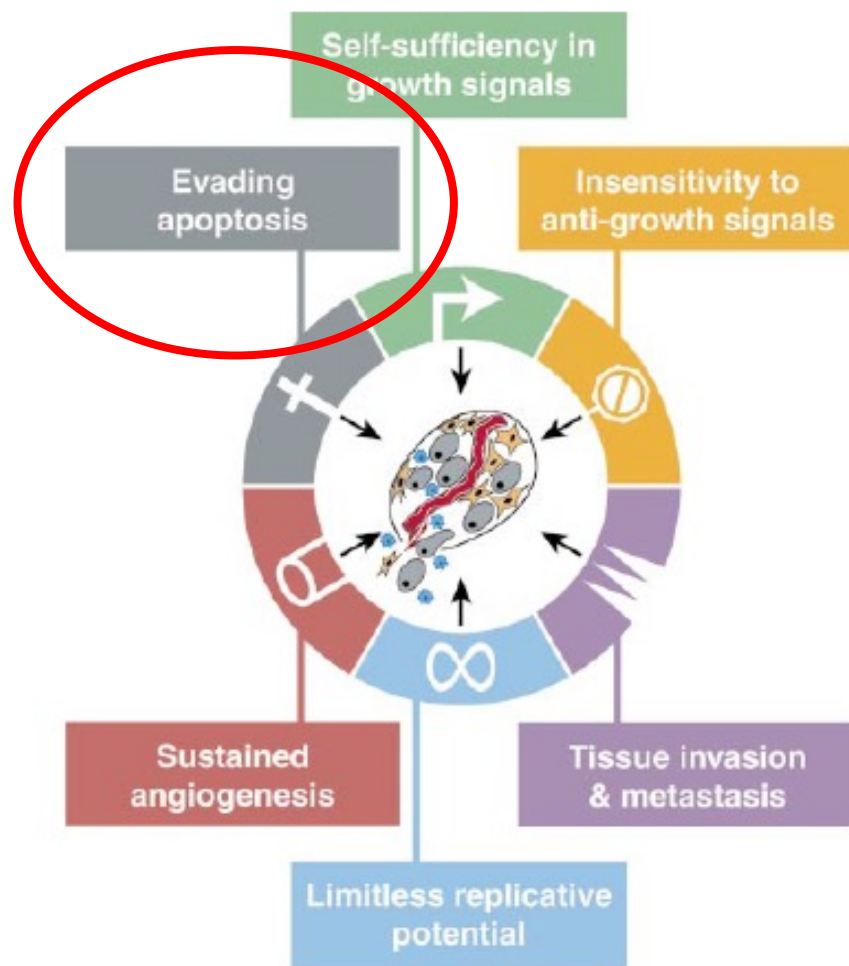 Self-sufficiency in
growth signals
Evading
apoptosis
Insensitivity to
anti-growth signals
Sustained
angiogenesis
Tissue invasion
& metastasis
Limitless replicative
potential